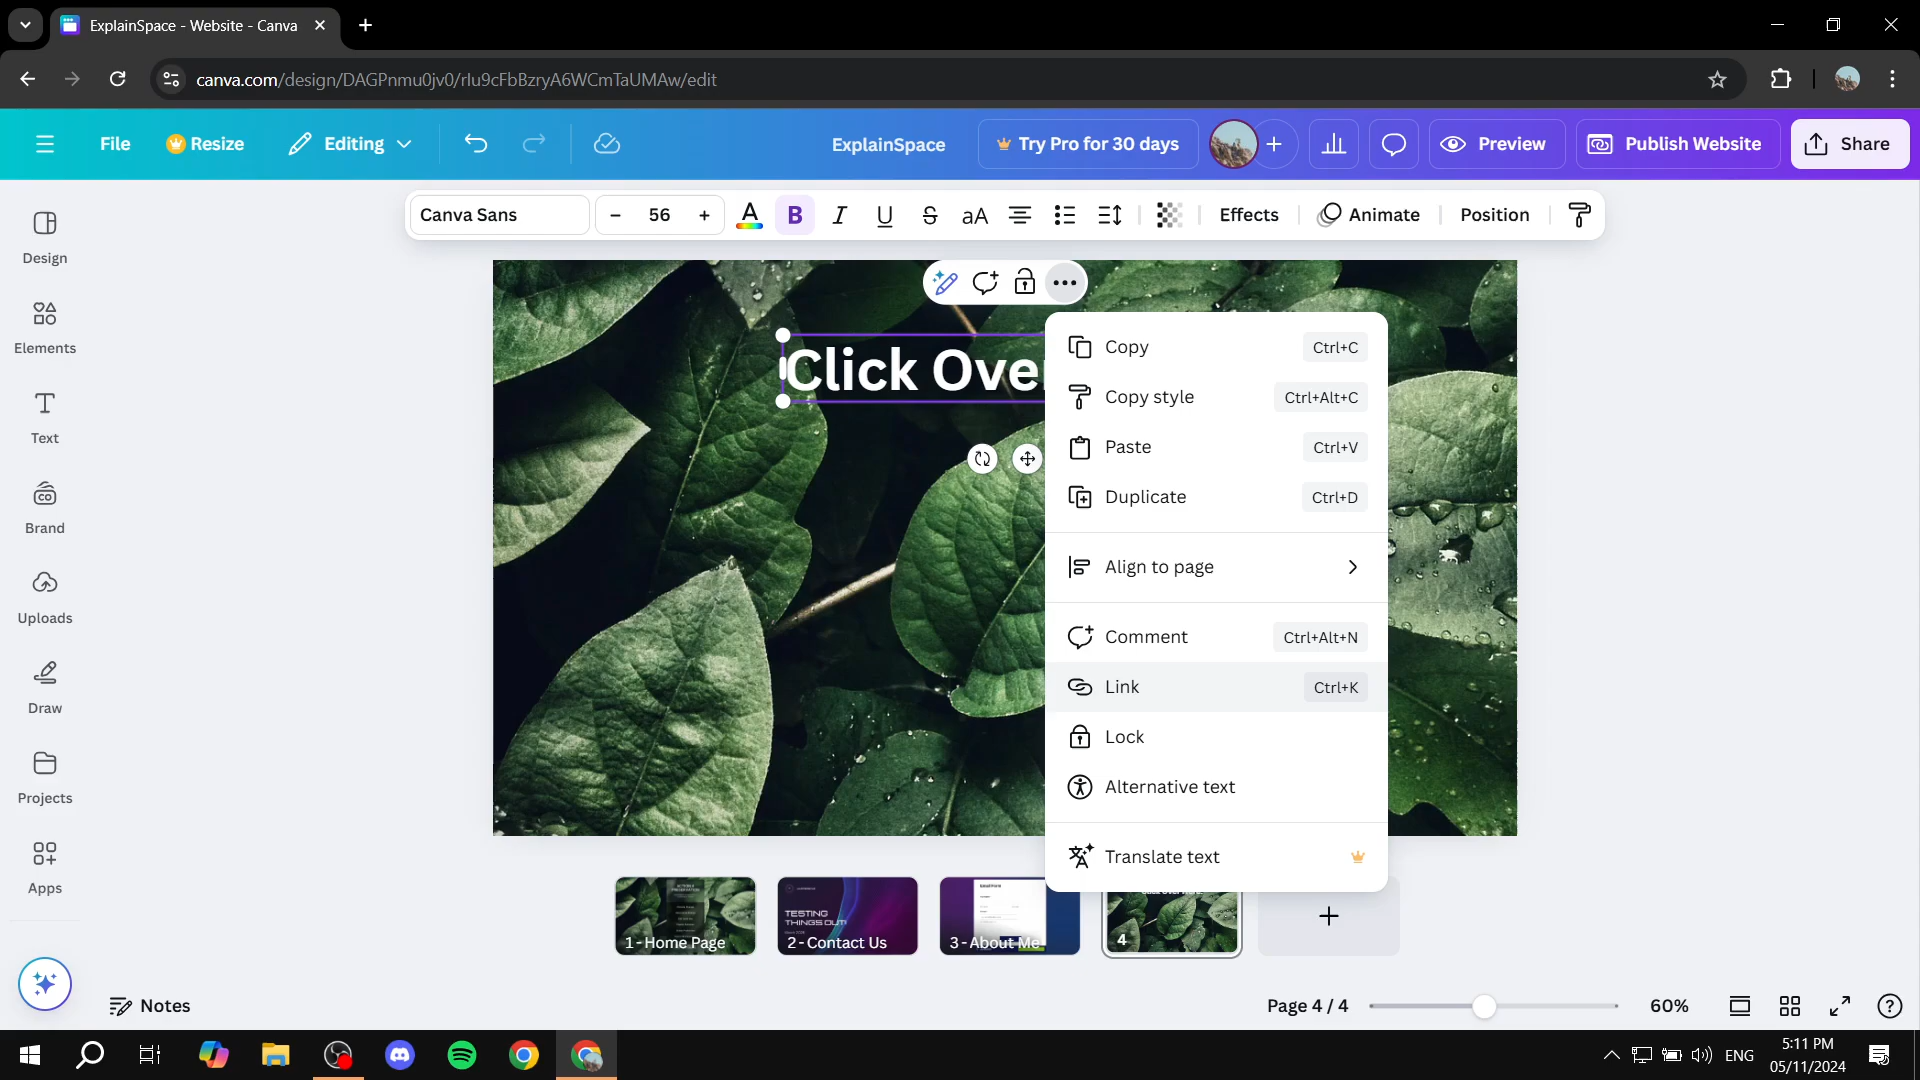 ExplainSpace - Website - Canva
canva.com/design/DAGPnmu0jv0/rlu9cFbBzryA6WCmTaUMAw/edit
File
Resize
Editing
ExplainSpace
Try Pro for 30 days
Preview
Publish Website
Share
Canva Sans
– 56 +
A
B
I
U
S
aA
Effects
Animate
Position
Design
Elements
Text
Brand
Uploads
Draw
Projects
Apps
Click Over
Copy Ctrl+C
Copy style Ctrl+Alt+C
Paste Ctrl+V
Duplicate Ctrl+D
Align to page
Comment Ctrl+Alt+N
Link Ctrl+K
Lock
Alternative text
Translate text
1 - Home Page
TESTING
THINGS OUT!
2 - Contact Us
3 - About Me
4
Notes
Page 4 / 4
60%
ENG
5:11 PM
05/11/2024